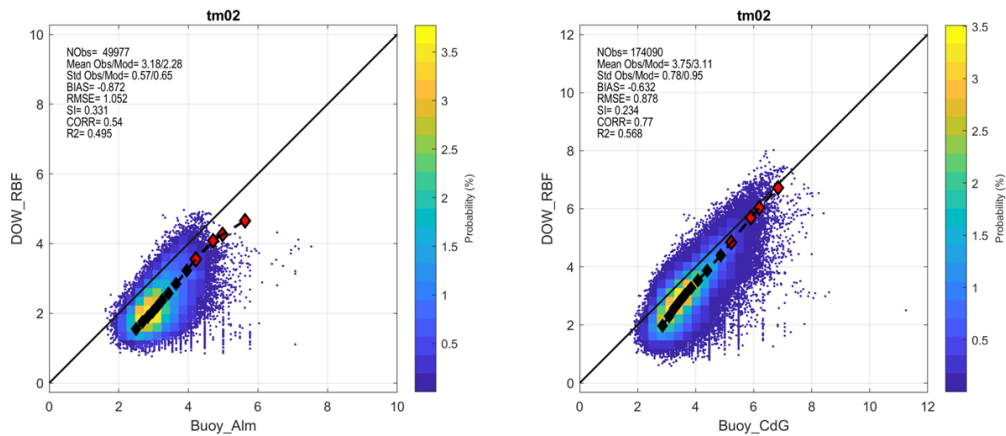 tm02
NObs= 49977
Mean Obs/Mod= 3.18/2.28
Std Obs/Mod= 0.57/0.65
BIAS= -0.872
RMSE= 1.052
SI= 0.331
CORR= 0.54
R2= 0.495
10
8
6
4
2
0
DOW_RBF
0 2 4 6 8 10
Buoy_Alm
3.5
3
2.5
2
1.5
1
0.5
Probability (%)
tm02
NObs= 174090
Mean Obs/Mod= 3.75/3.11
Std Obs/Mod= 0.78/0.95
BIAS= -0.632
RMSE= 0.878
SI= 0.234
CORR= 0.77
R2= 0.568
12
10
8
6
4
2
0
DOW_RBF
0 2 4 6 8 10 12
Buoy_CdG
3.5
3
2.5
2
1.5
1
0.5
Probability (%)